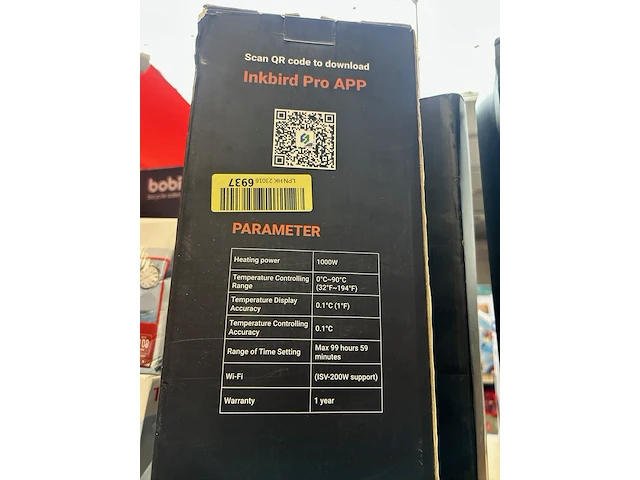 Scan QR code to download
Inkbird Pro APP
LPNHK23016
6937
PARAMETER
Heating power 1000W
Temperature Controlling Range 0°C~90°C
(32°F~194°F)
Temperature Display
Accuracy 0.1°C (1°F)
Temperature Controlling
Accuracy 0.1°C
Range of Time Setting Max 99 hours 59
minutes
Wi-Fi (ISV-200W support)
Warranty 1 year
bobi